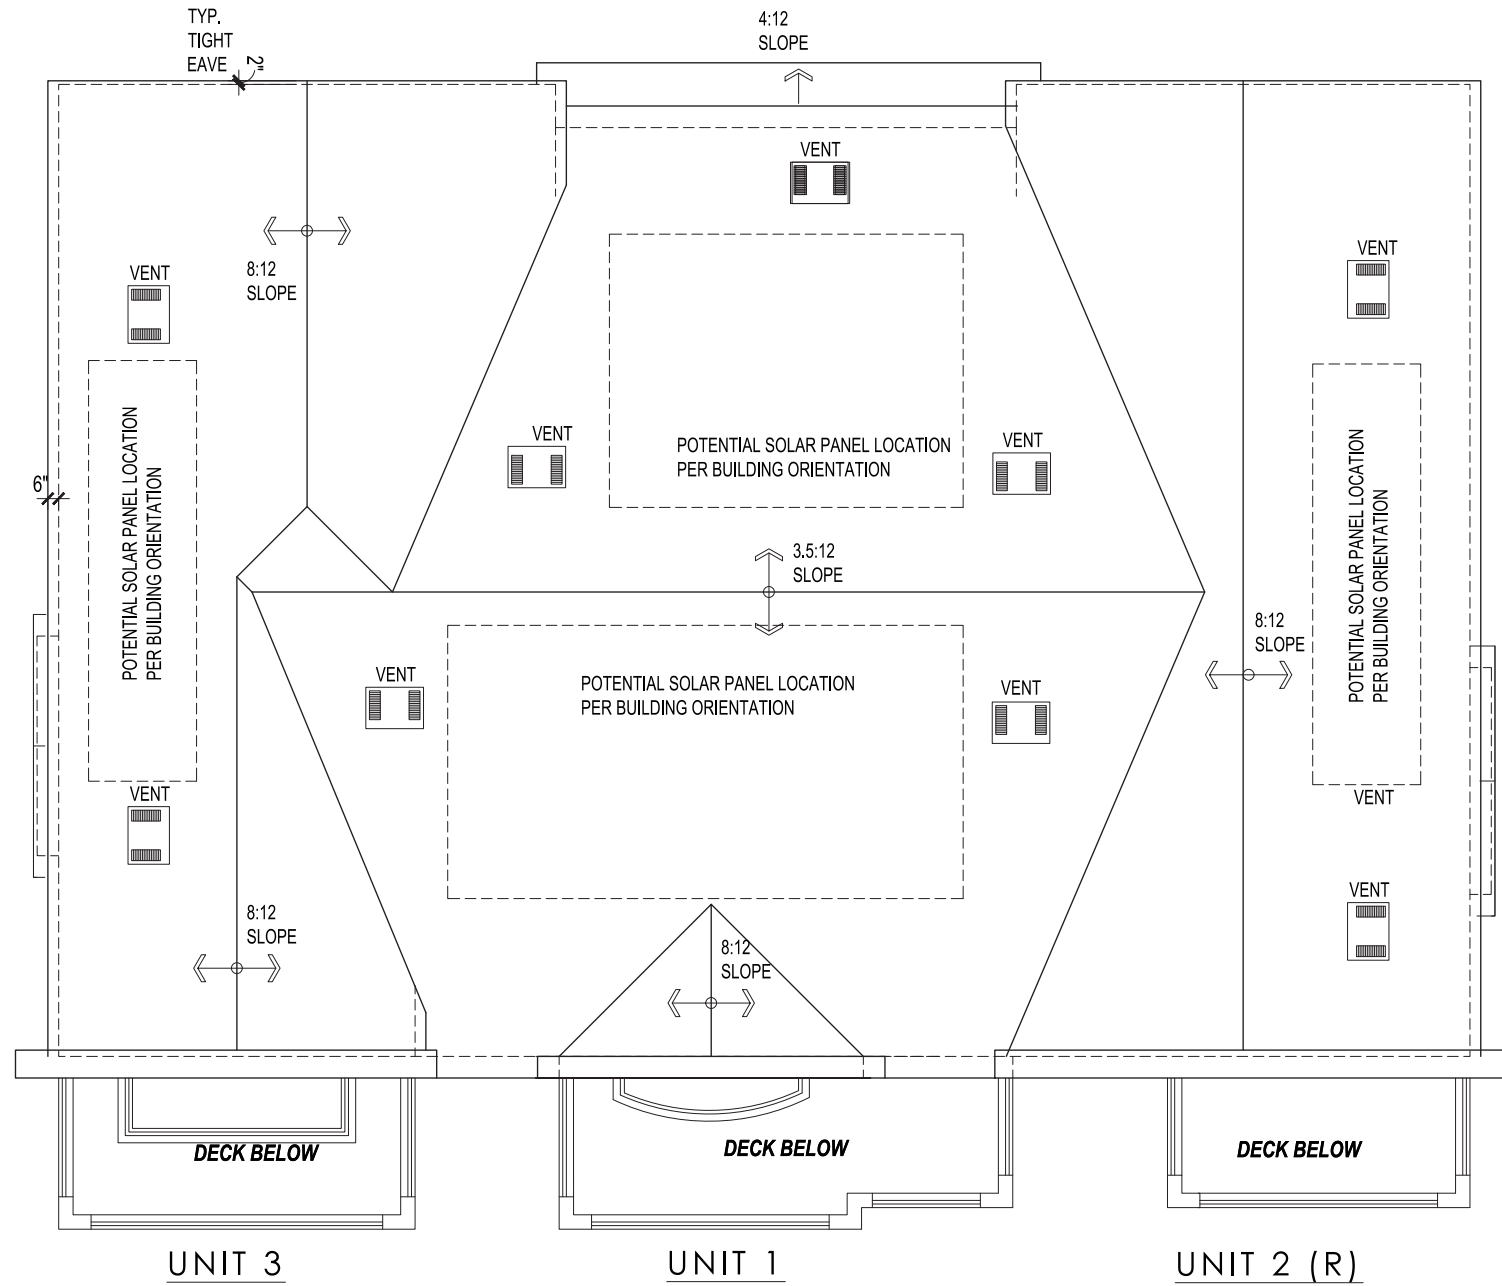 TYP.
TIGHT
EAVE
2"
4:12
SLOPE
VENT
8:12
SLOPE
VENT
VENT
POTENTIAL SOLAR PANEL LOCATION
PER BUILDING ORIENTATION
VENT
VENT
POTENTIAL SOLAR PANEL LOCATION
PER BUILDING ORIENTATION
6"
POTENTIAL SOLAR PANEL LOCATION
PER BUILDING ORIENTATION
3.5:12
SLOPE
8:12
SLOPE
VENT
POTENTIAL SOLAR PANEL LOCATION
PER BUILDING ORIENTATION
VENT
VENT
VENT
VENT
8:12
SLOPE
8:12
SLOPE
DECK BELOW
DECK BELOW
DECK BELOW
UNIT 3
UNIT 1
UNIT 2 (R)